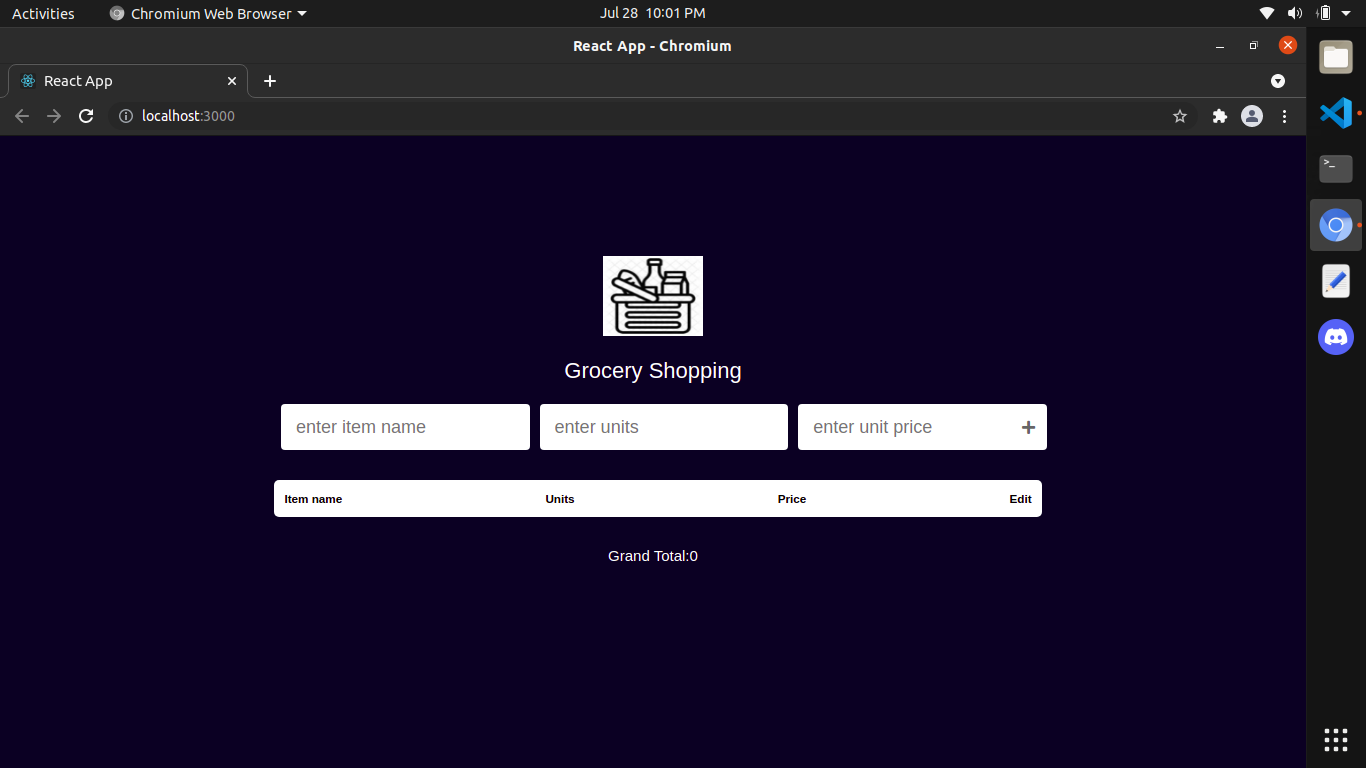 Activities
Chromium Web Browser
Jul 28 10:01 PM
React App - Chromium
React App
localhost:3000
>_
Grocery Shopping
enter item name
enter units
enter unit price
Item name Units Price Edit
Grand Total:0